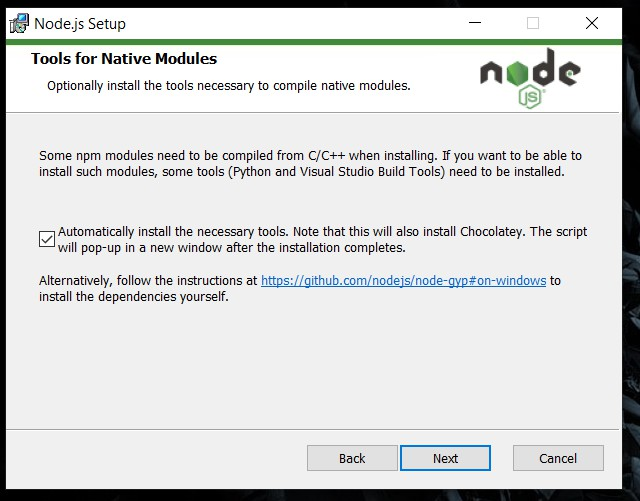 Node.js Setup
Tools for Native Modules
Optionally install the tools necessary to compile native modules.
node
JS
Some npm modules need to be compiled from C/C++ when installing. If you want to be able to
install such modules, some tools (Python and Visual Studio Build Tools) need to be installed.
Automatically install the necessary tools. Note that this will also install Chocolatey. The script
will pop-up in a new window after the installation completes.
Alternatively, follow the instructions at https://github.com/nodejs/node-gyp#on-windows to
install the dependencies yourself.
Back Next Cancel